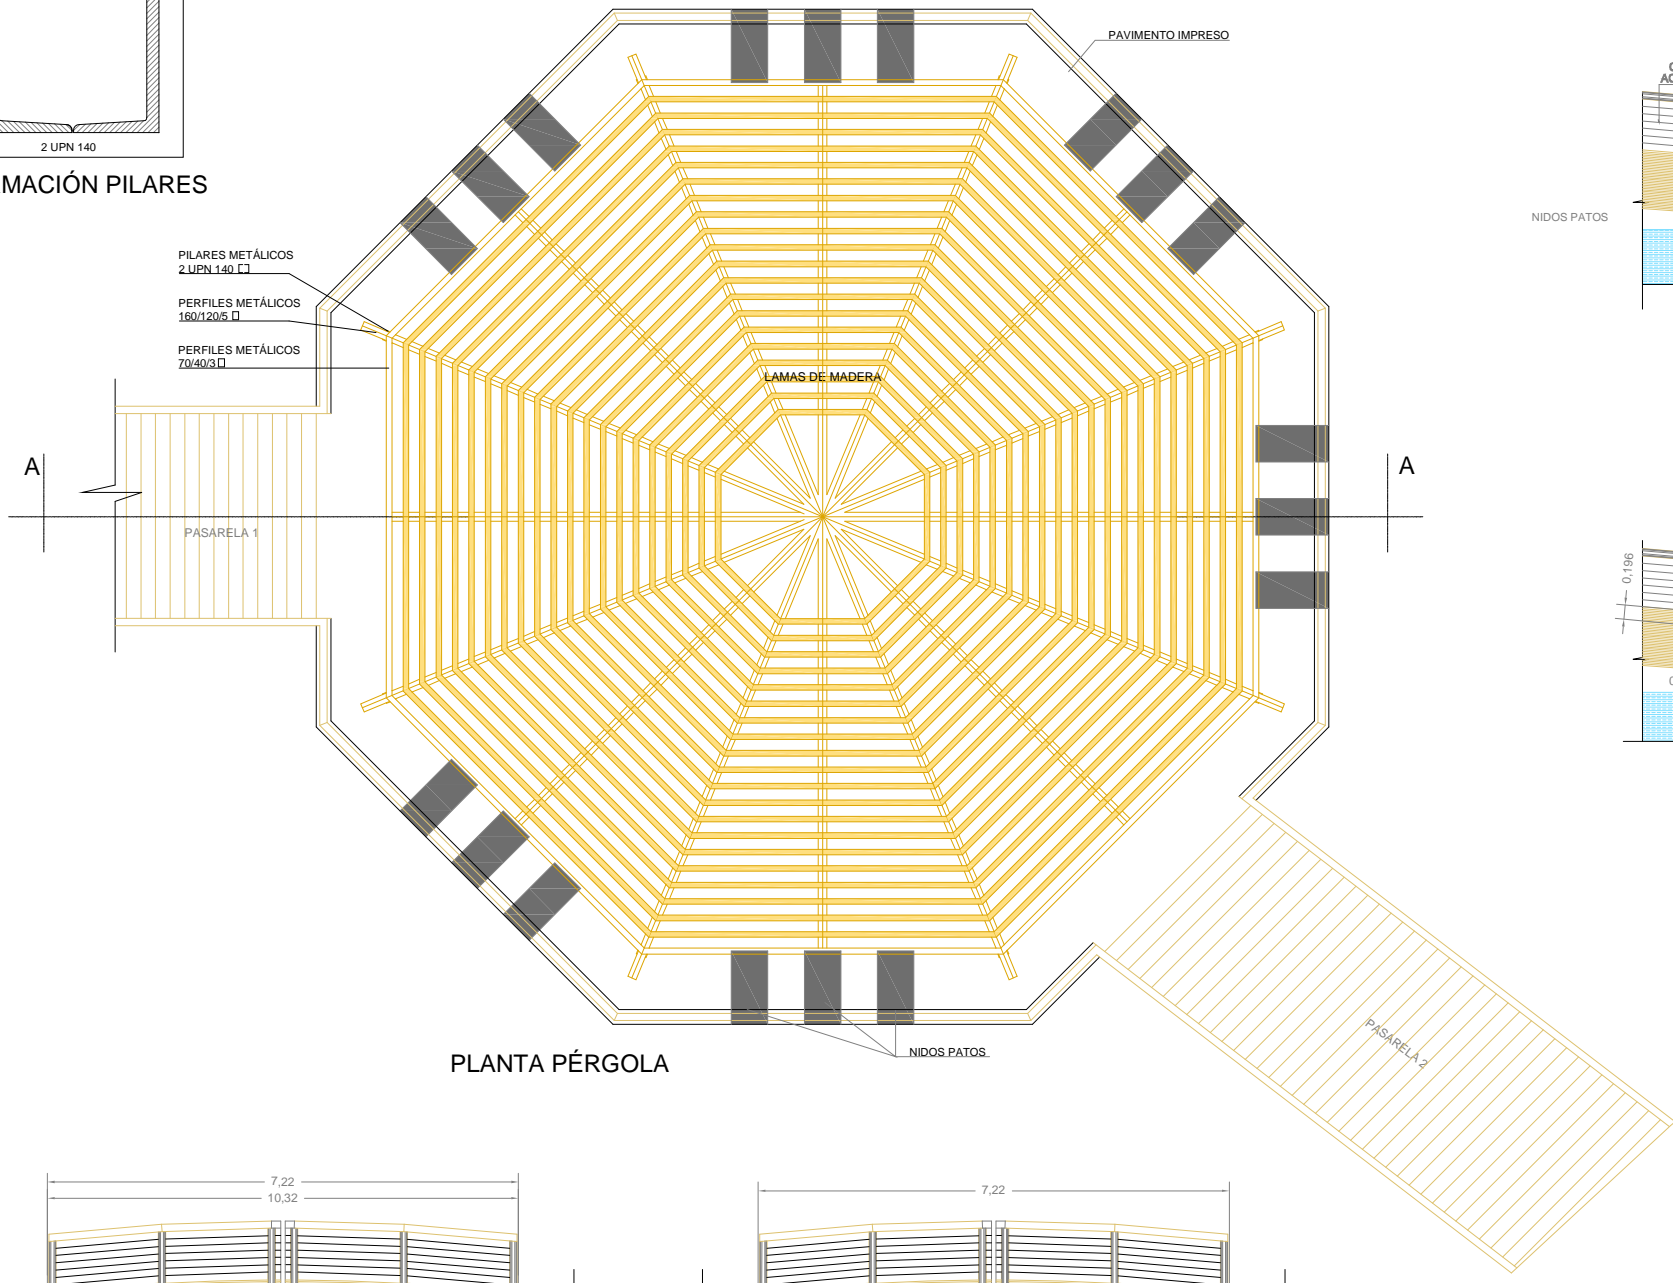 2 UPN 140
MACIÓN PILARES
PAVIMENTO IMPRESO
NIDOS PATOS
PILARES METÁLICOS
2 UPN 140
PERFILES METÁLICOS
160/120/5
PERFILES METÁLICOS
70/40/3
LAMAS DE MADERA
A
A
PASARELA 1
0,196
PASARELA 2
NIDOS PATOS
PLANTA PÉRGOLA
7,22
10,32
7,22